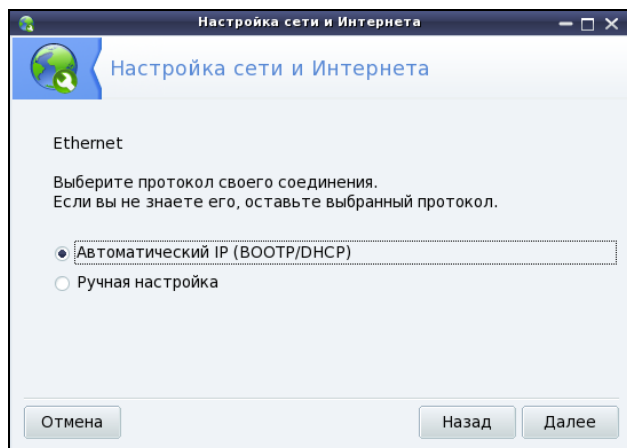 Настройка сети и Интернета
Настройка сети и Интернета
Ethernet
Выберите протокол своего соединения.
Если вы не знаете его, оставьте выбранный протокол.
Автоматический IP (BOOTP/DHCP)
Ручная настройка
Отмена Назад Далее